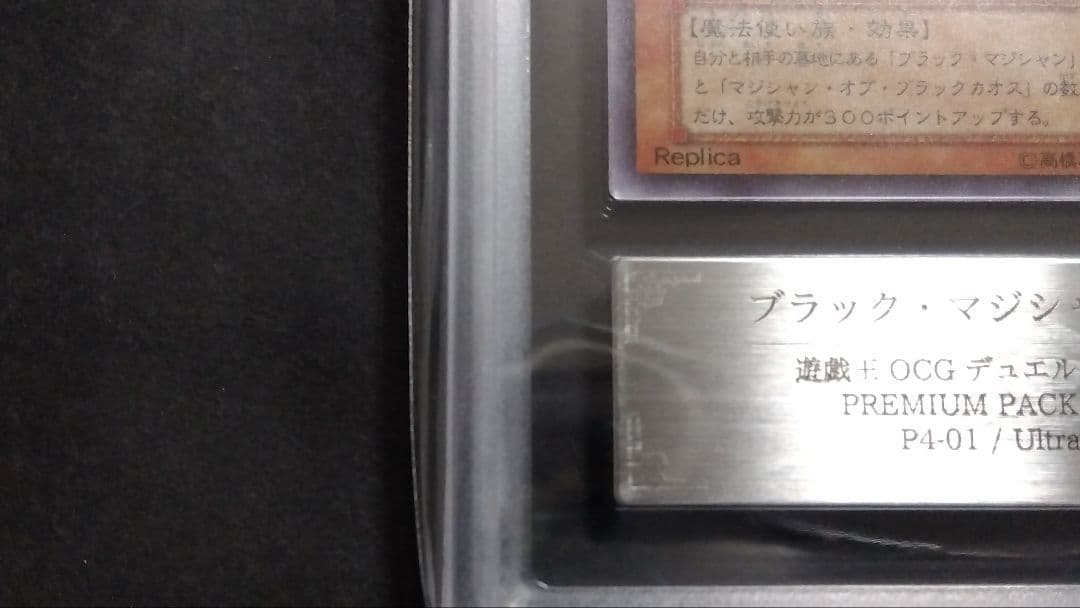 【魔法使い族・効果】
自分と相手の墓地にある「ブラック・マジシャン」
と「マジシャン・オブ・ブラックカオス」の数
だけ、攻撃力が300ポイントアップする。
Replica
©高橋
ブラック・マジシャ
遊戯王 OCG デュエル
PREMIUM PACK
P4-01 / Ultra